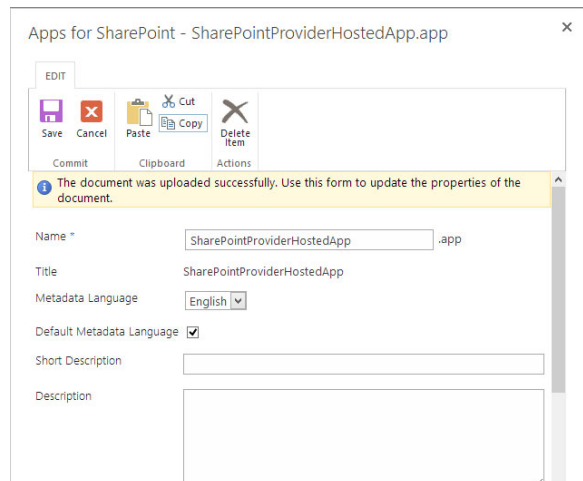 Apps for SharePoint - SharePointProviderHostedApp.app
EDIT
Save
Cancel
Paste
Cut
Copy
Delete
Item
Commit
Clipboard
Actions
The document was uploaded successfully. Use this form to update the properties of the
document.
Name *
SharePointProviderHostedApp
.app
Title
SharePointProviderHostedApp
Metadata Language
English
Default Metadata Language
Short Description
Description